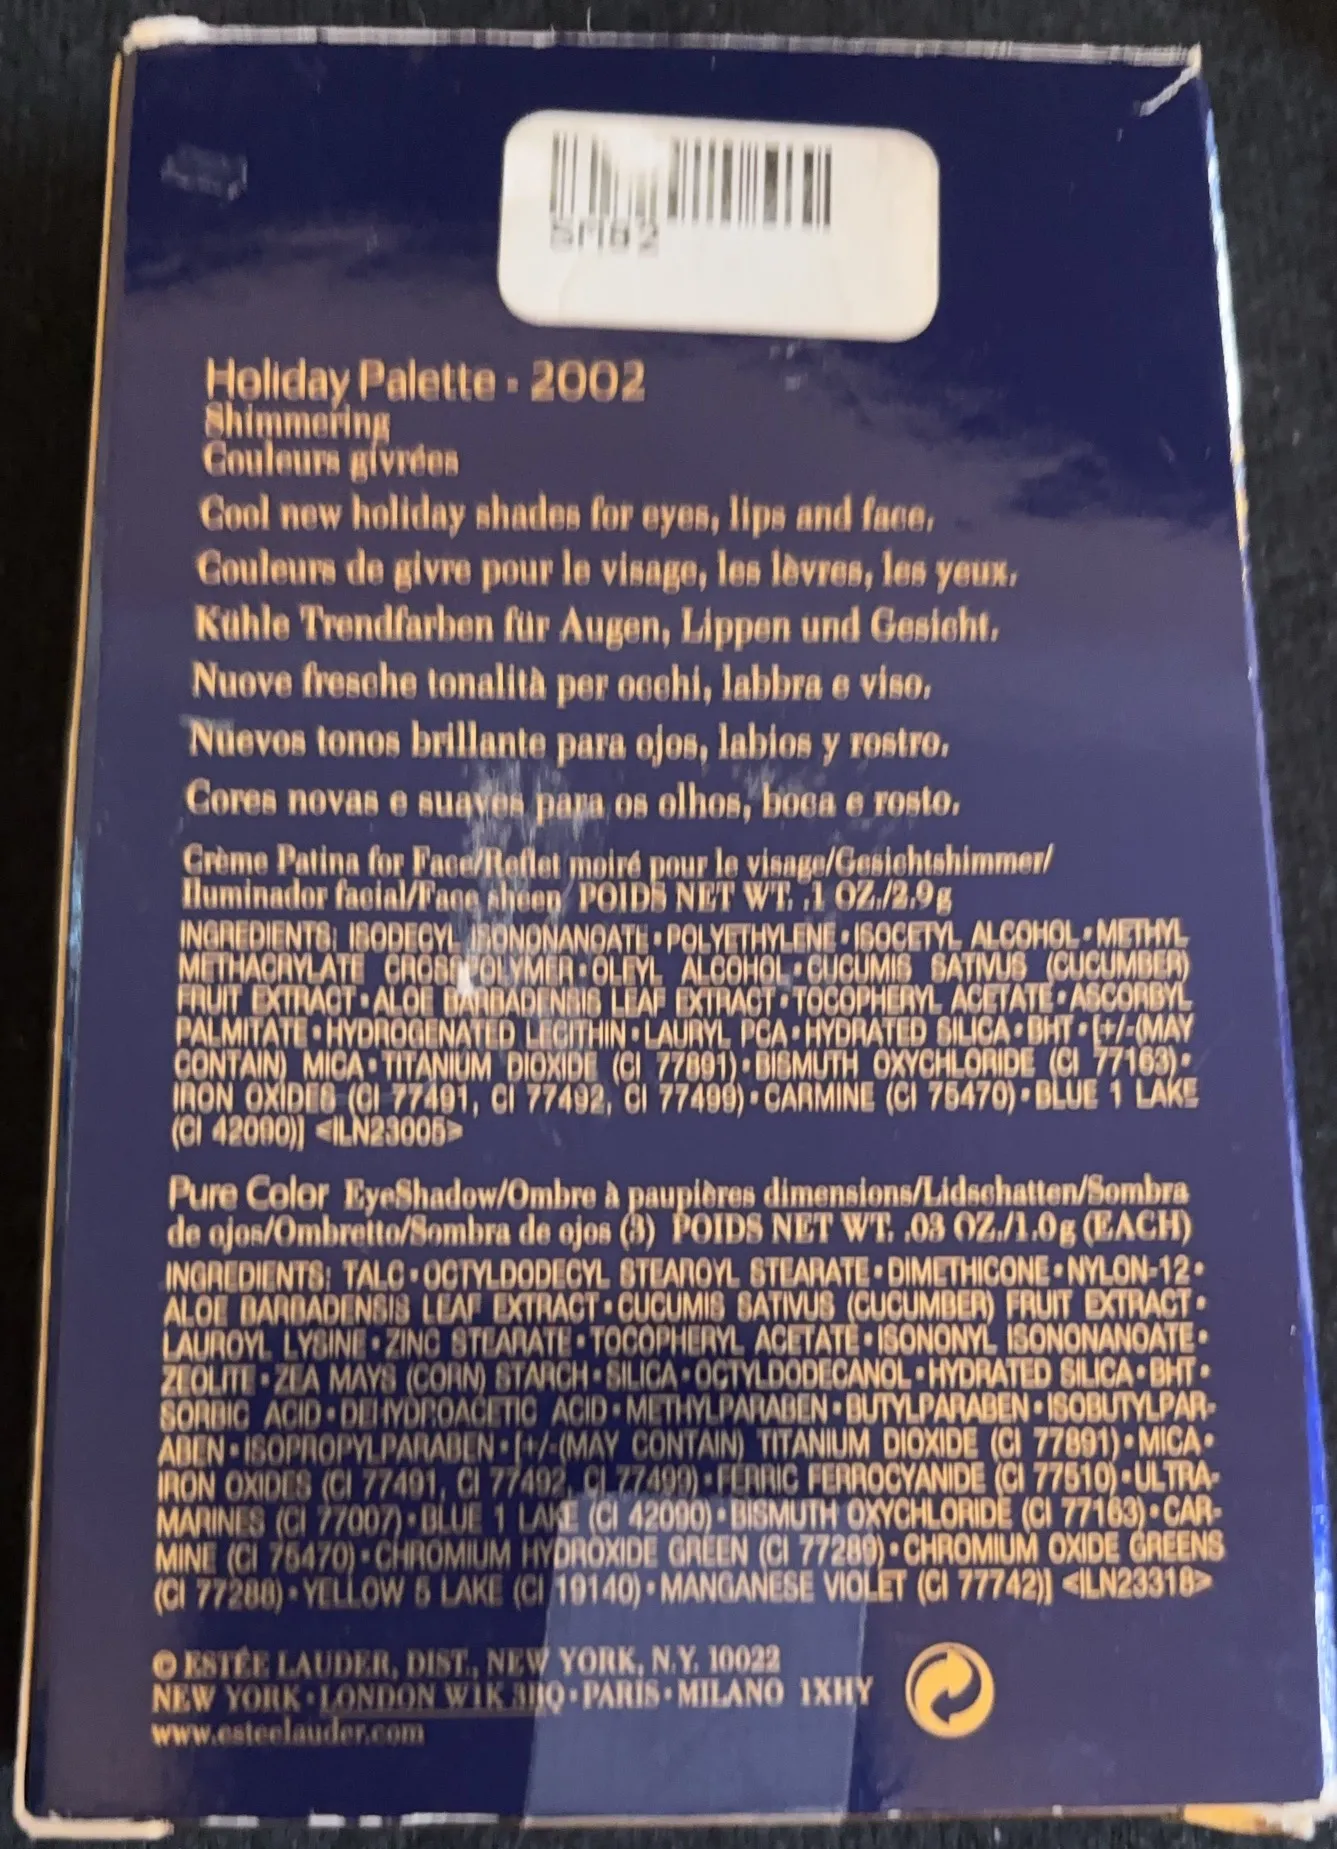 SM82
Holiday Palette · 2002
Shimmering
Couleurs givrées
Cool new holiday shades for eyes, lips and face.
Couleurs de givre pour le visage, les lèvres, les yeux.
Kühle Trendfarben für Augen, Lippen und Gesicht.
Nuove fresche tonalità per occhi, labbra e viso.
Nuevos tonos brillante para ojos, labios y rostro.
Cores novas e suaves para os olhos, boca e rosto.
Crème Patina for Face/Reflet moiré pour le visage/Gesichtshimmer/
Iluminador facial/Face sheen POIDS NET WT. .1 OZ./2.9g
INGREDIENTS: ISODECYL ISONONANOATE • POLYETHYLENE • ISOCETYL ALCOHOL • METHYL
METHACRYLATE CROSSPOLYMER • OLEYL ALCOHOL • CUCUMIS SATIVUS (CUCUMBER)
FRUIT EXTRACT • ALOE BARBADENSIS LEAF EXTRACT • TOCOPHERYL ACETATE • ASCORBYL
PALMITATE • HYDROGENATED LECITHIN • LAURYL PCA • HYDRATED SILICA • BHT • [+/-(MAY
CONTAIN) MICA • TITANIUM DIOXIDE (CI 77891) • BISMUTH OXYCHLORIDE (CI 77163) •
IRON OXIDES (CI 77491, CI 77492, CI 77499) • CARMINE (CI 75470) • BLUE 1 LAKE
(CI 42090)] <ILN23005>
Pure Color EyeShadow/Ombre à paupières dimensions/Lidschatten/Sombra
de ojos/Ombretto/Sombra de ojos (3) POIDS NET WT. .03 OZ./1.0g (EACH)
INGREDIENTS: TALC • OCTYLDODECYL STEAROYL STEARATE • DIMETHICONE • NYLON-12 •
ALOE BARBADENSIS LEAF EXTRACT • CUCUMIS SATIVUS (CUCUMBER) FRUIT EXTRACT •
LAUROYL LYSINE • ZINC STEARATE • TOCOPHERYL ACETATE • ISONONYL ISONONANOATE •
ZEOLITE • ZEA MAYS (CORN) STARCH • SILICA • OCTYLDODECANOL • HYDRATED SILICA • BHT •
SORBIC ACID • DEHYDROACETIC ACID • METHYLPARABEN • BUTYLPARABEN • ISOBUTYLPAR-
ABEN • ISOPROPYLPARABEN • [+/-(MAY CONTAIN) TITANIUM DIOXIDE (CI 77891) • MICA •
IRON OXIDES (CI 77491, CI 77492, CI 77499) • FERRIC FERROCYANIDE (CI 77510) • ULTRA-
MARINES (CI 77007) • BLUE 1 LAKE (CI 42090) • BISMUTH OXYCHLORIDE (CI 77163) • CAR-
MINE (CI 75470) • CHROMIUM HYDROXIDE GREEN (CI 77289) • CHROMIUM OXIDE GREENS
(CI 77288) • YELLOW 5 LAKE (CI 19140) • MANGANESE VIOLET (CI 77742)] <ILN23318>
© ESTÉE LAUDER, DIST., NEW YORK, N.Y. 10022
NEW YORK • LONDON W1K 3BQ • PARIS • MILANO 1XHY
www.esteelauder.com